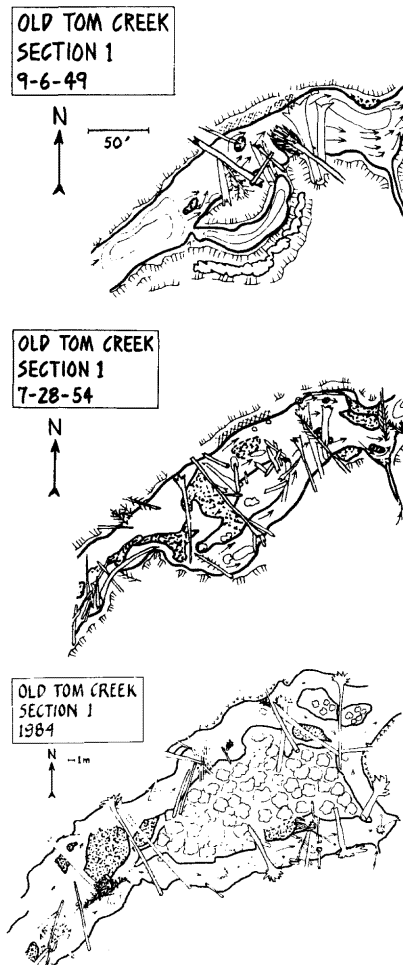 OLD TOM CREEK
SECTION 1
9-6-49
N
50'
OLD TOM CREEK
SECTION 1
7-28-54
N
OLD TOM CREEK
SECTION 1
1984
N
1m